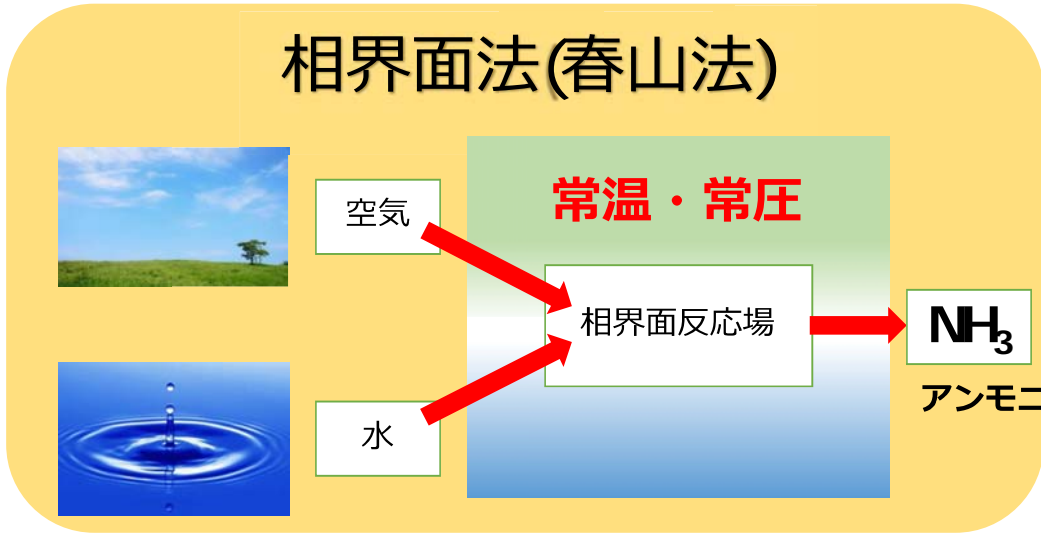 相界面法(春山法)
空気
常温・常圧
相界面反応場
NH₃
アンモニ
水